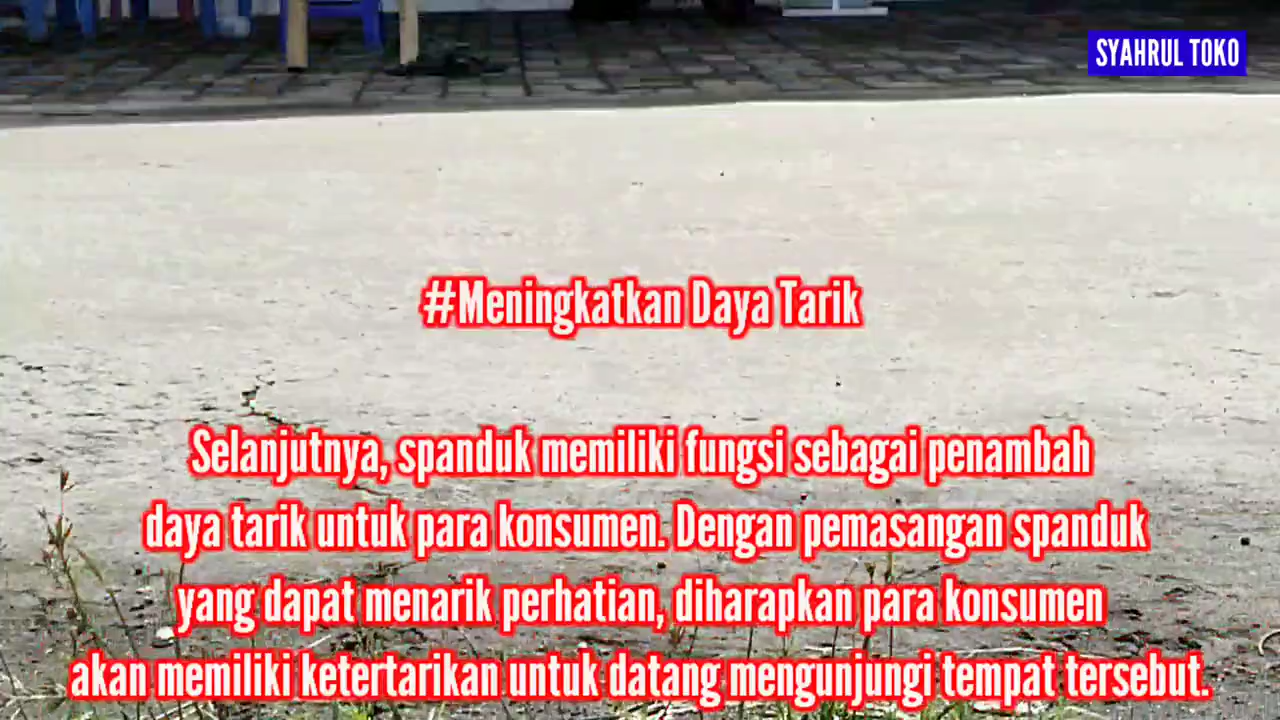 SYAHRUL TOKO
#Meningkatkan Daya Tarik
Selanjutnya, spanduk memiliki fungsi sebagai penambah
daya tarik untuk para konsumen. Dengan pemasangan spanduk
yang dapat menarik perhatian, diharapkan para konsumen
akan memiliki ketertarikan untuk datang mengunjungi tempat tersebut.